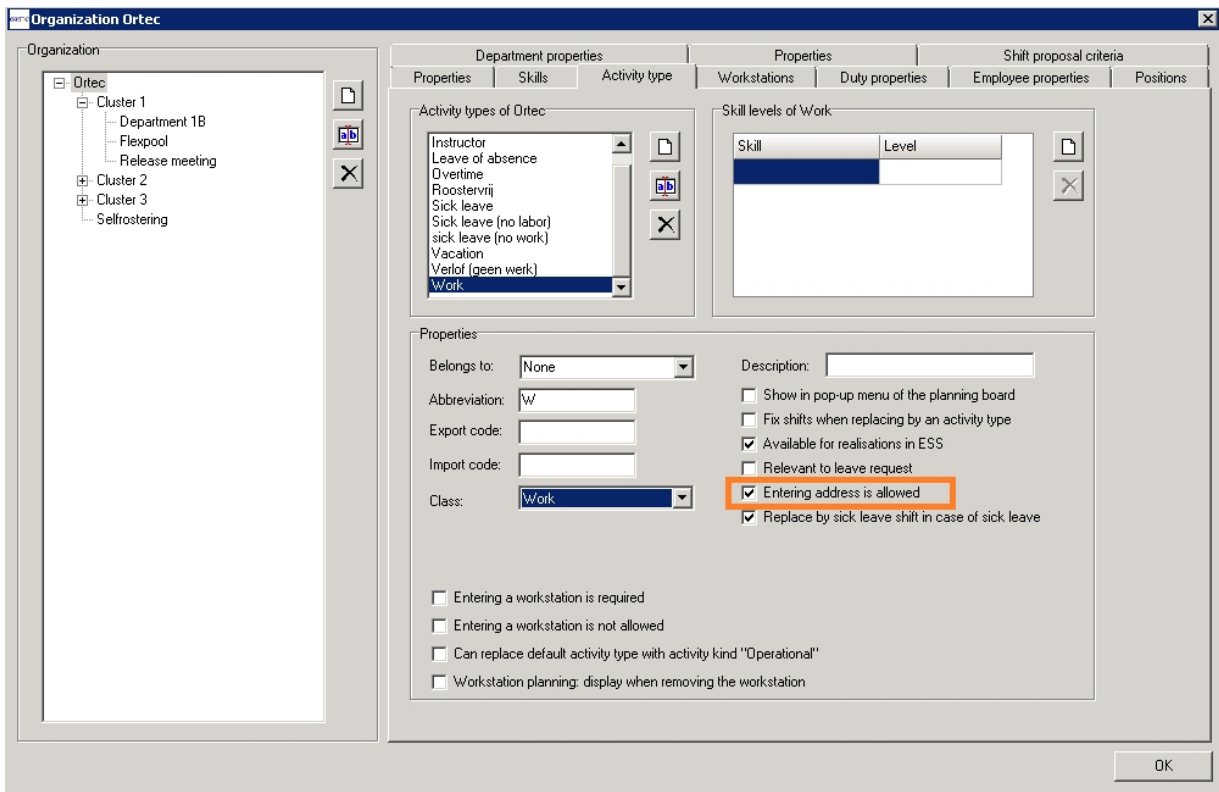 Organization Ortec
Organization
Ortec
Cluster 1
Department 1B
Flexpool
Release meeting
Cluster 2
Cluster 3
Selfrostering
Department properties
Properties
Shift proposal criteria
Properties
Skills
Activity type
Workstations
Duty properties
Employee properties
Positions
Activity types of Ortec
Instructor
Leave of absence
Overtime
Roostervrij
Sick leave
Sick leave (no labor)
sick leave (no work)
Vacation
Verlof (geen werk)
Work
Skill levels of Work
Skill
Level
Properties
Belongs to:
None
Abbreviation:
W
Export code:
Import code:
Class:
Work
Description:
Show in pop-up menu of the planning board
Fix shifts when replacing by an activity type
Available for realisations in ESS
Relevant to leave request
Entering address is allowed
Replace by sick leave shift in case of sick leave
Entering a workstation is required
Entering a workstation is not allowed
Can replace default activity type with activity kind "Operational"
Workstation planning: display when removing the workstation
OK